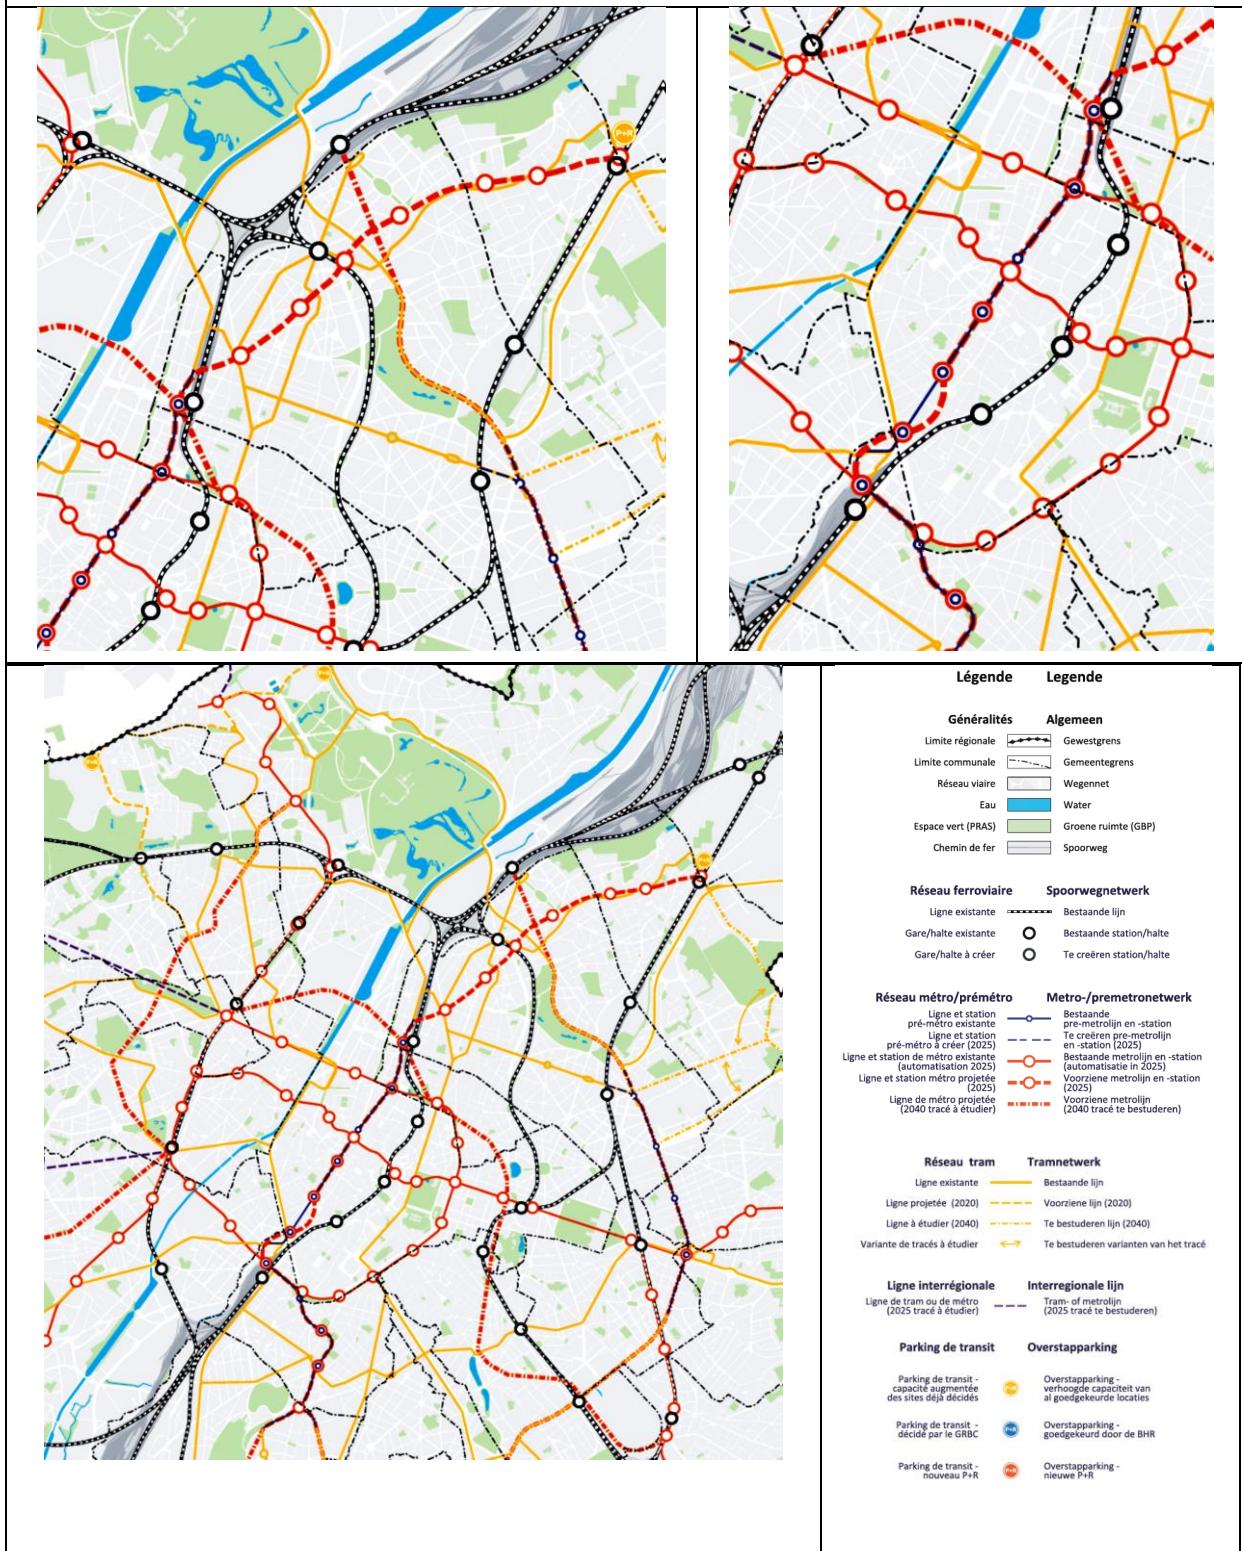 P+R
P+R
P+R
P+R
Légende Legende
Généralités Algemeen
Limite régionale Gewestgrens
Limite communale Gemeentegrens
Réseau viaire Wegennet
Eau Water
Espace vert (PRAS) Groene ruimte (GBP)
Chemin de fer Spoorweg
Réseau ferroviaire Spoorwegnetwerk
Ligne existante Bestaande lijn
Gare/halte existante Bestaande station/halte
Gare/halte à créer Te creëren station/halte
Réseau métro/prémétro Metro-/premetronetwerk
Ligne et station Bestaande
pré-métro existante pre-metrolijn en -station
Ligne et station Te creëren pre-metrolijn
pré-métro à créer (2025) en -station (2025)
Ligne et station de métro existante Bestaande metrolijn en -station
(automatisation 2025) (automatisatie in 2025)
Ligne et station métro projetée Voorziene metrolijn en -station
(2025) (2025)
Ligne de métro projetée Voorziene metrolijn
(2040 tracé à étudier) (2040 tracé te bestuderen)
Réseau tram Tramnetwerk
Ligne existante Bestaande lijn
Ligne projetée (2020) Voorziene lijn (2020)
Ligne à étudier (2040) Te bestuderen lijn (2040)
Variante de tracés à étudier Te bestuderen varianten van het tracé
Ligne interrégionale Interregionale lijn
Ligne de tram ou de métro Tram- of metrolijn
(2025 tracé à étudier) (2025 tracé te bestuderen)
Parking de transit Overstapparking
Parking de transit - Overstapparking -
capacité augmentée verhoogde capaciteit van
des sites déjà décidés P+R al goedgekeurde locaties
Parking de transit - Overstapparking -
décidé par le GRBC P+R goedgekeurd door de BHR
Parking de transit - Overstapparking -
nouveau P+R P+R nieuwe P+R